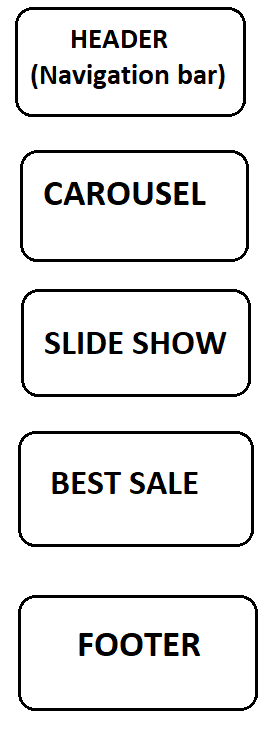 HEADER
(Navigation bar)
CAROUSEL
SLIDE SHOW
BEST SALE
FOOTER